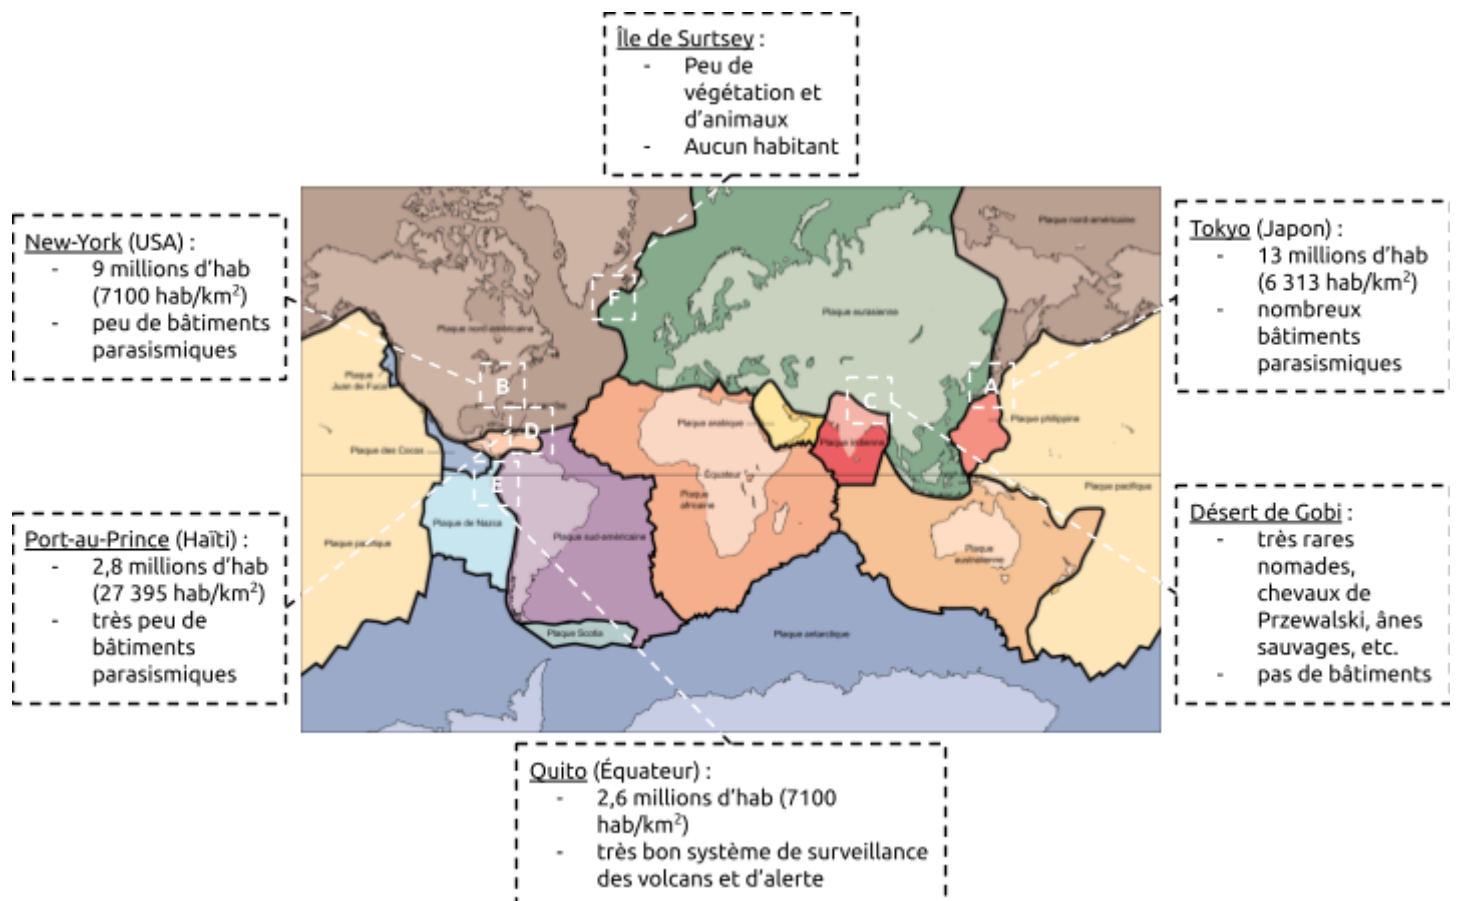 Île de Surtsey :
- Peu de
végétation et
d'animaux
- Aucun habitant
New-York (USA) :
- 9 millions d'hab
(7100 hab/km²)
- peu de bâtiments
parasismiques
Tokyo (Japon) :
- 13 millions d'hab
(6 313 hab/km²)
- nombreux
bâtiments
parasismiques
Plaque nord-américaine
F
Plaque eurasienne
Plaque nord-américaine
Plaque
Juan de Fuca
B
C
A
D
Plaque arabique
Plaque philippine
Plaque des Cocos
Plaque indienne
Équateur
E
Plaque
africaine
Plaque pacifique
Plaque de Nazca
Plaque pacifique
Plaque sud-américaine
Plaque
australienne
Plaque Scotia
Plaque antarctique
Port-au-Prince (Haïti) :
- 2,8 millions d'hab
(27 395 hab/km²)
- très peu de
bâtiments
parasismiques
Désert de Gobi :
- très rares
nomades,
chevaux de
Przewalski, ânes
sauvages, etc.
- pas de bâtiments
Quito (Équateur) :
- 2,6 millions d'hab (7100
hab/km²)
- très bon système de surveillance
des volcans et d'alerte